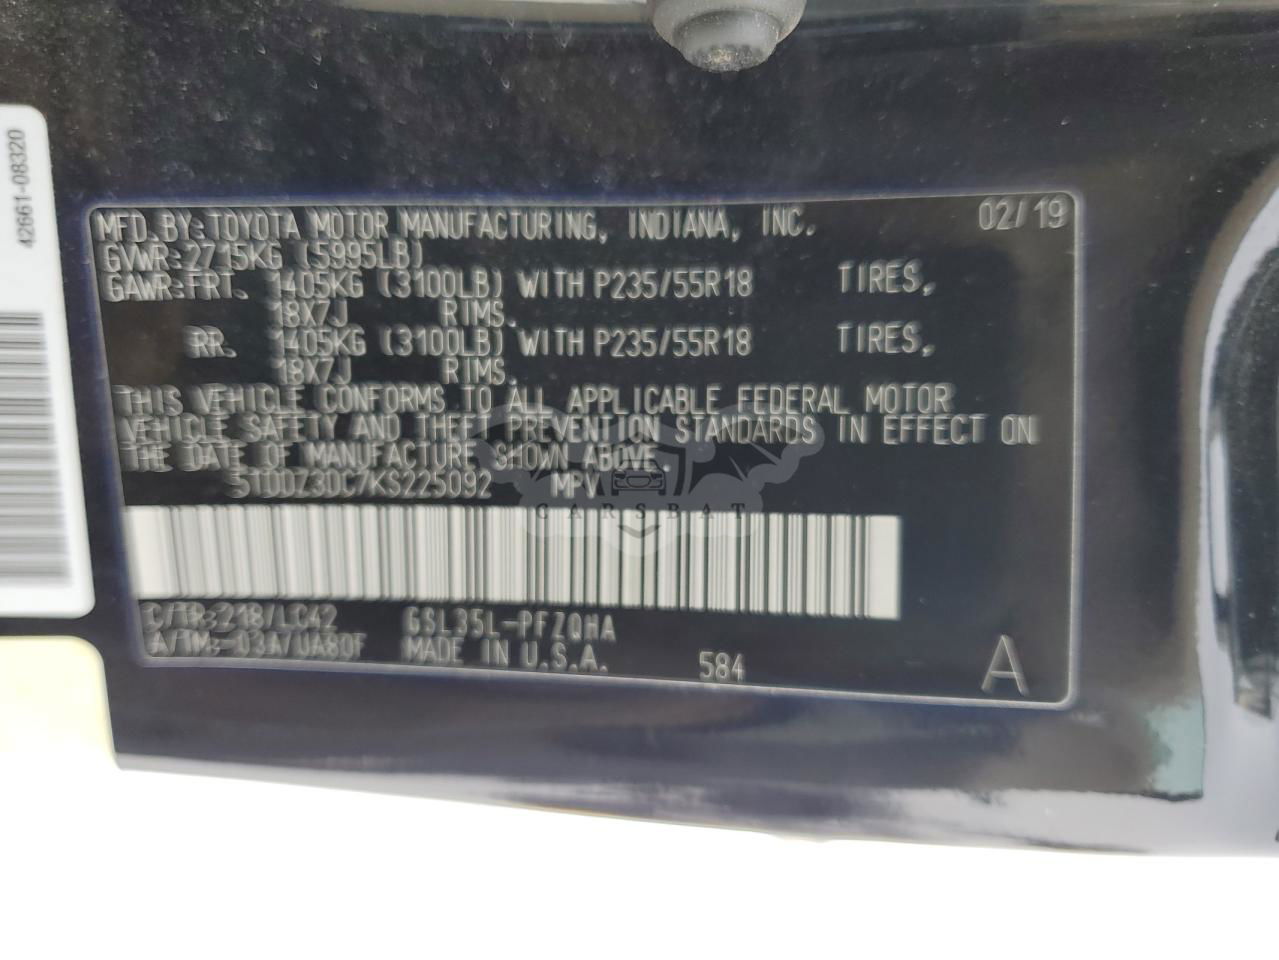 42661-08320
MFD. BY: TOYOTA MOTOR MANUFACTURING, INDIANA, INC. 02/19
GVWR: 2715KG (5995LB)
GAWR: FRT. 1405KG (3100LB) WITH P235/55R18 TIRES,
18X7J RIMS.
RR. 1405KG (3100LB) WITH P235/55R18 TIRES,
18X7J RIMS.
THIS VEHICLE CONFORMS TO ALL APPLICABLE FEDERAL MOTOR
VEHICLE SAFETY AND THEFT PREVENTION STANDARDS IN EFFECT ON
THE DATE OF MANUFACTURE SHOWN ABOVE.
5TDDZ3DC7KS225092 MPV
CARSBAT
C/TR: 218/LC42 GSL35L-PFZQHA
A/TM: -03A/UA80F MADE IN U.S.A. 584 A